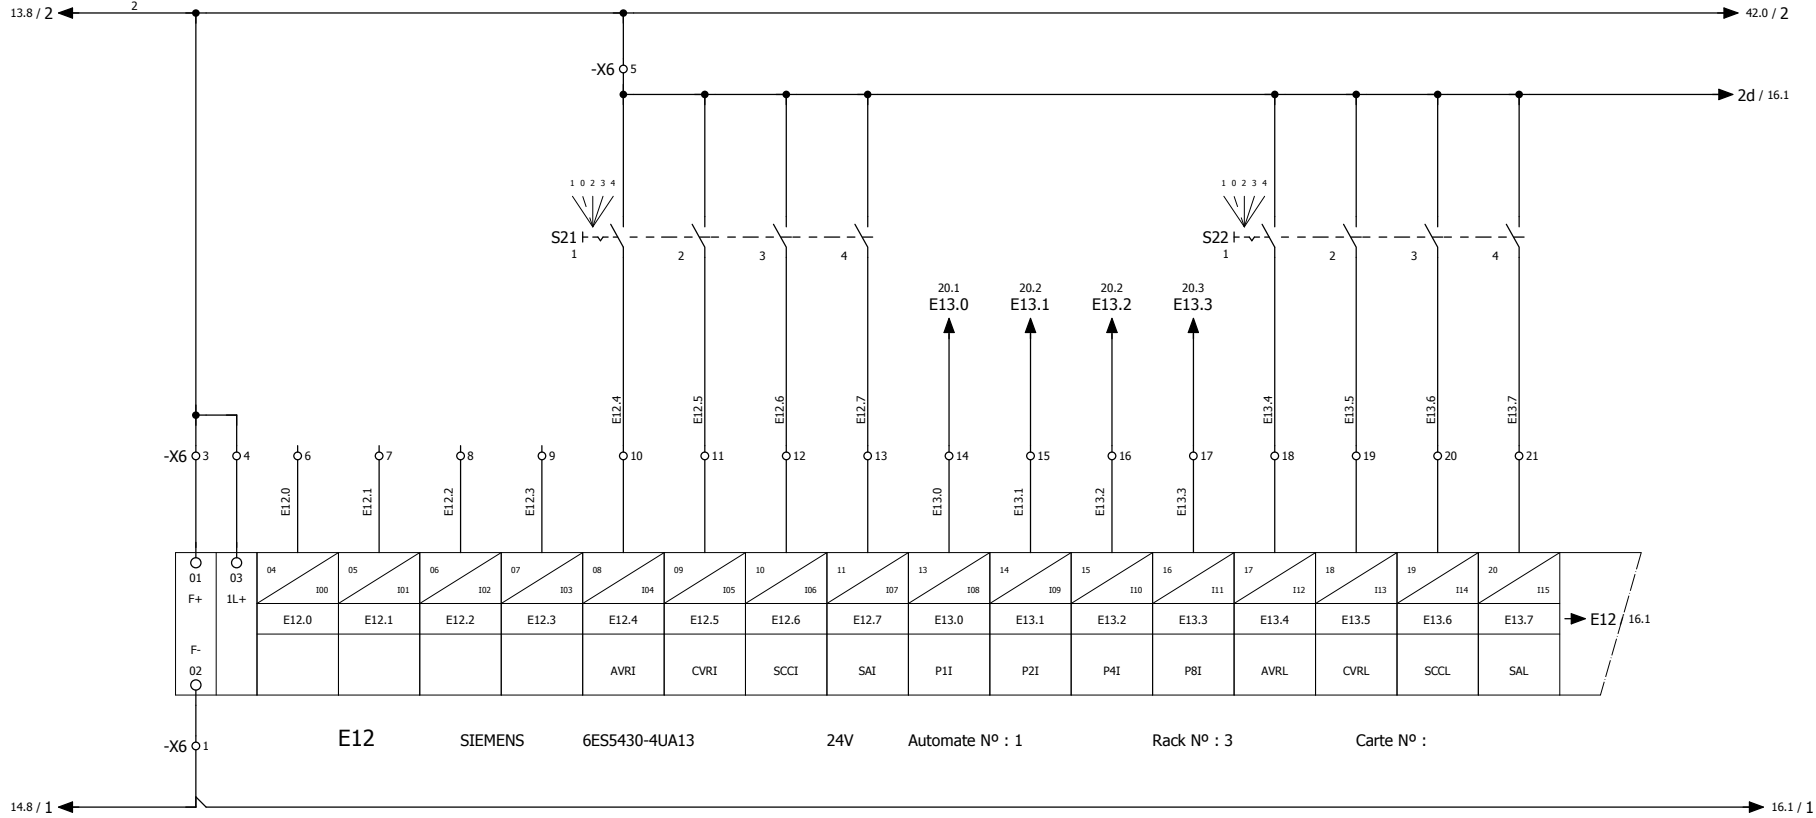 13.8 / 2
2
42.0 / 2
-X6 5
2d / 16.1
1 0 2 3 4
1 0 2 3 4
S21
1 2 3 4
S22
1 2 3 4
20.1 20.2 20.2 20.3
E13.0 E13.1 E13.2 E13.3
E12.4 E12.5 E12.6 E12.7
E13.4 E13.5 E13.6 E13.7
-X6 3 4 6 7 8 9 10 11 12 13 14 15 16 17 18 19 20 21
E12.0 E12.1 E12.2 E12.3
E13.0 E13.1 E13.2 E13.3
01 03 04 05 06 07 08 09 10 11 13 14 15 16 17 18 19 20
I00 I01 I02 I03 I04 I05 I06 I07 I08 I09 I10 I11 I12 I13 I14 I15
F+ 1L+
E12.0 E12.1 E12.2 E12.3 E12.4 E12.5 E12.6 E12.7 E13.0 E13.1 E13.2 E13.3 E13.4 E13.5 E13.6 E13.7
E12 / 16.1
F-
02
AVRI CVRI SCCI SAI P1I P2I P4I P8I AVRL CVRL SCCL SAL
-X6 1
E12 SIEMENS 6ES5430-4UA13 24V Automate Nº : 1 Rack Nº : 3 Carte Nº :
14.8 / 1
16.1 / 1